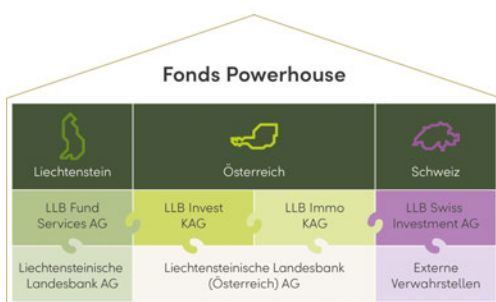 Fonds Powerhouse
Liechtenstein
Österreich
Schweiz
LLB Fund
Services AG
LLB Invest
KAG
LLB Immo
KAG
LLB Swiss
Investment AG
Liechtensteinische
Landesbank AG
Liechtensteinische Landesbank
(Österreich) AG
Externe
Verwahrstellen